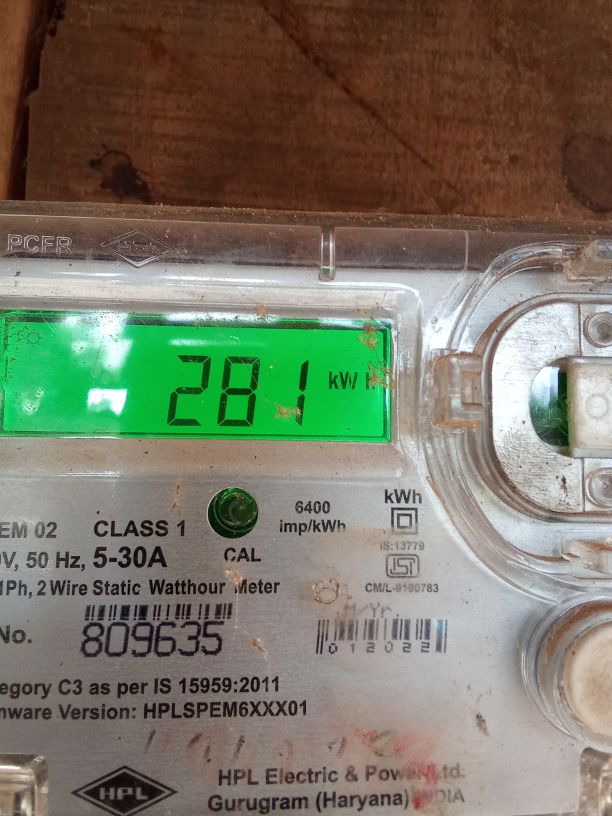 PCFR
281 kW h
EM 02 CLASS 1
V, 50 Hz, 5-30A
CAL
6400
imp/kWh
kWh
IS:13779
ISI
CM/L-9190783
1Ph, 2 Wire Static Watthour Meter
M/Yr.
No. 809635
012022
egory C3 as per IS 15959:2011
mware Version: HPLSPEM6XXX01
HPL
HPL Electric & Power Ltd.
Gurugram (Haryana) INDIA